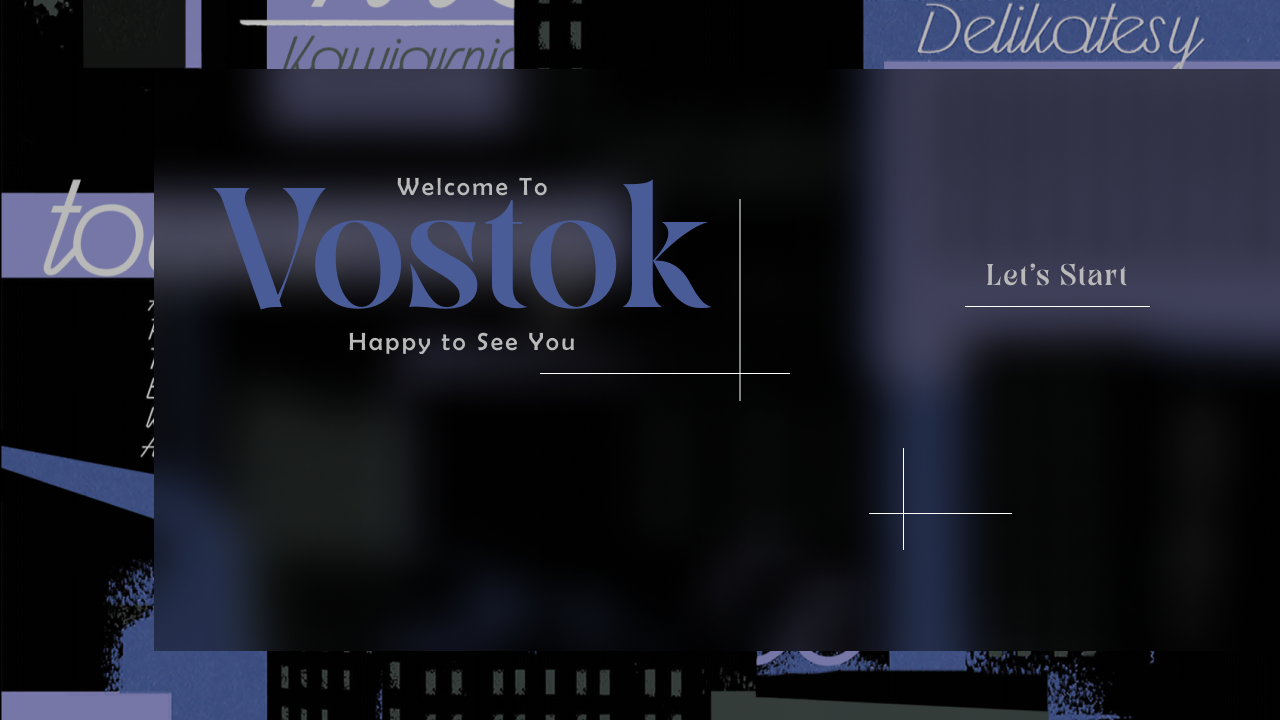 Kawiarnia
Delikatesy
Welcome To
Vostok
Happy to See You
Let's Start